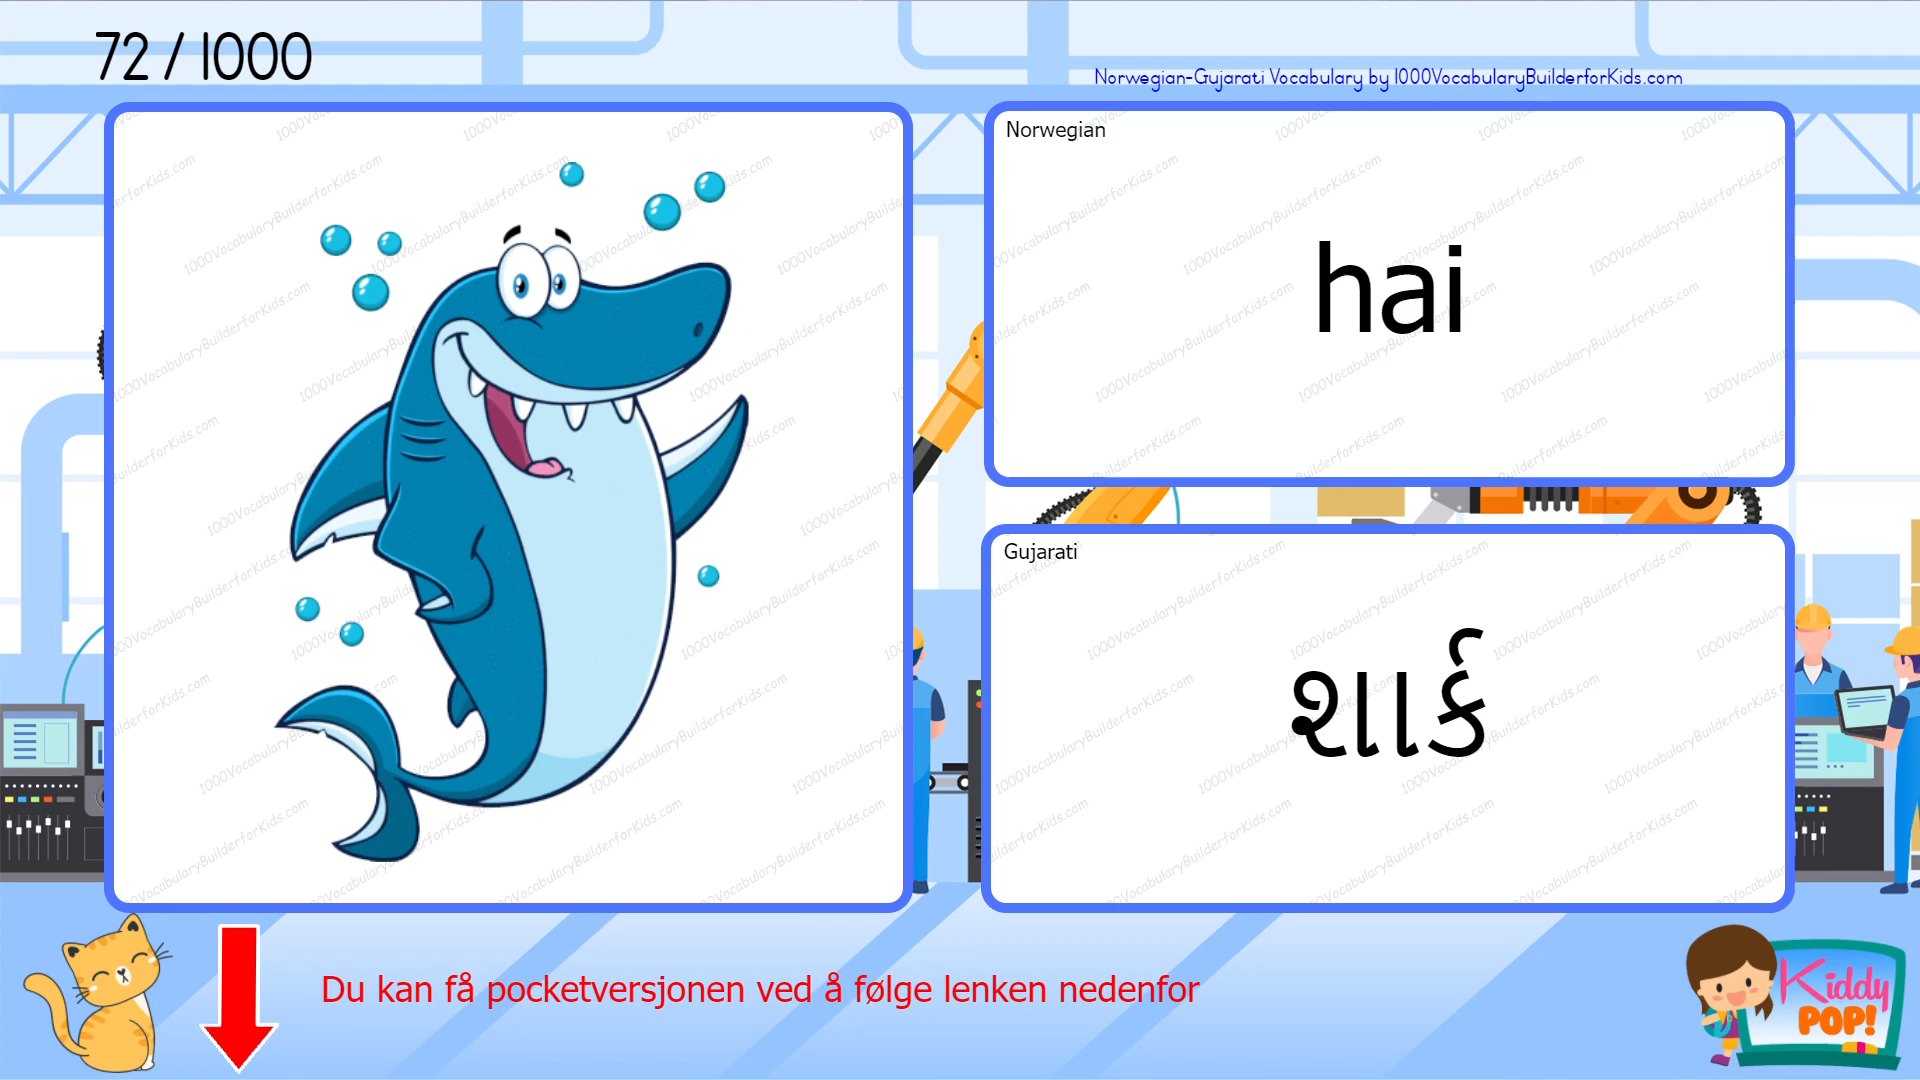 72 / 1000
Norwegian-Gujarati Vocabulary by 1000VocabularyBuilderforKids.com
Norwegian
hai
Gujarati
શાર્ક
Du kan få pocketversjonen ved å følge lenken nedenfor
Kiddy
POP!